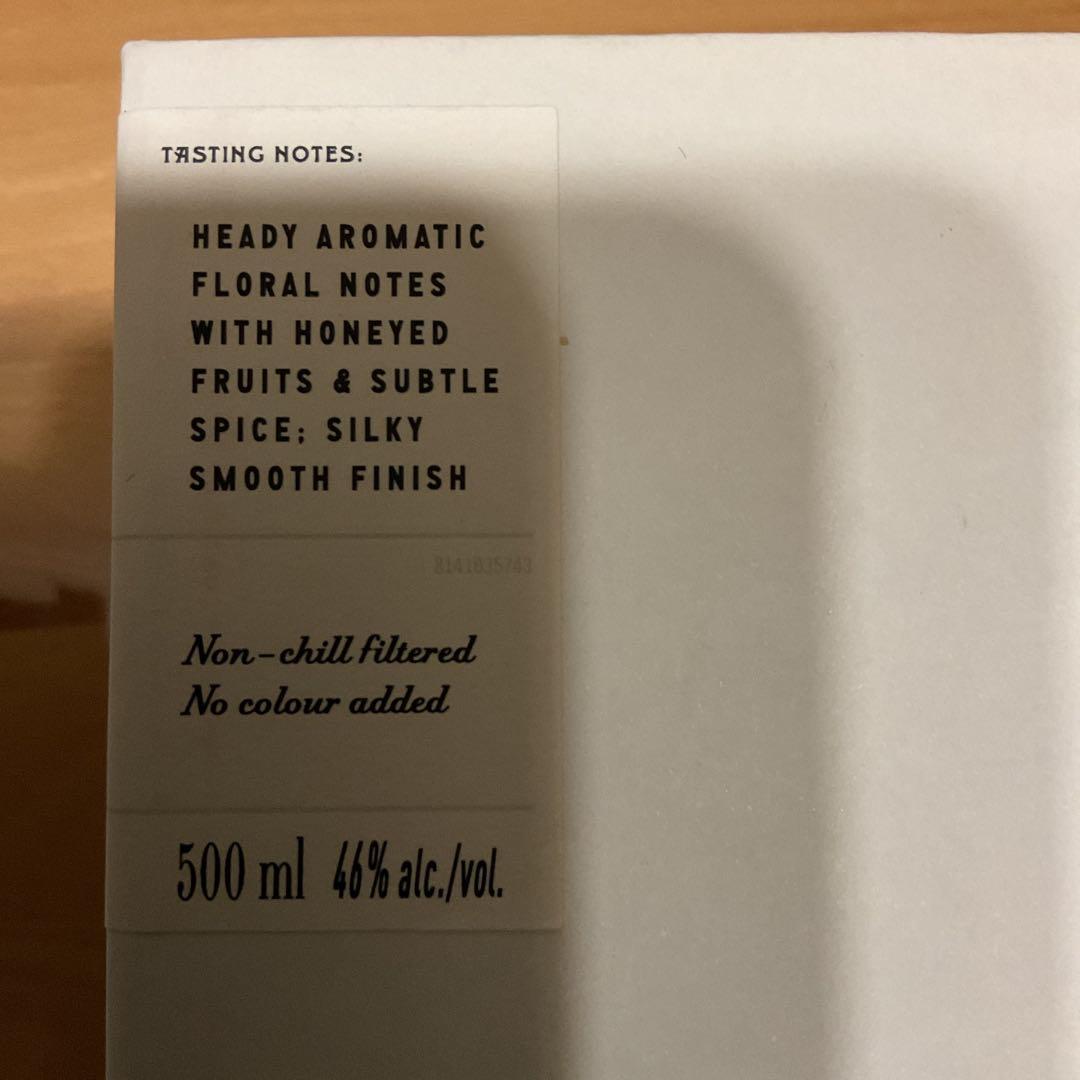 TASTING NOTES:
HEADY AROMATIC
FLORAL NOTES
WITH HONEYED
FRUITS & SUBTLE
SPICE; SILKY
SMOOTH FINISH
8141035743
Non-chill filtered
No colour added
500 ml 46% alc./vol.